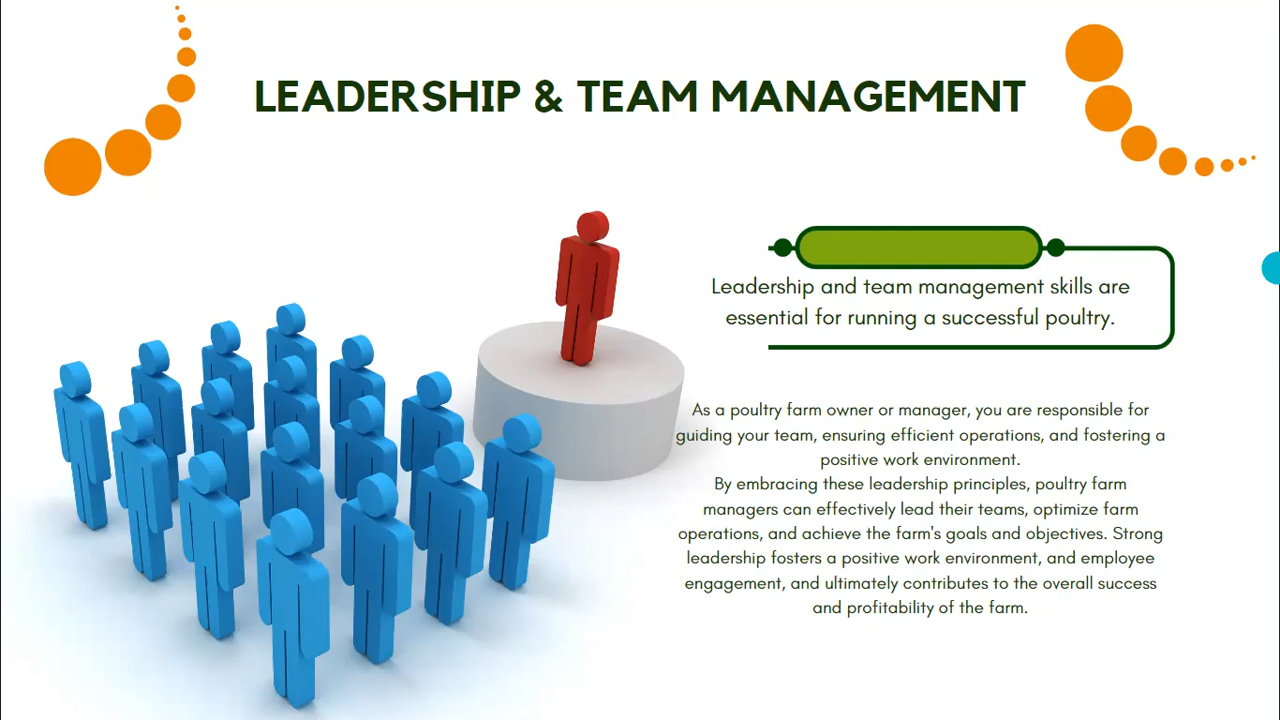 LEADERSHIP & TEAM MANAGEMENT
Leadership and team management skills are
essential for running a successful poultry.
As a poultry farm owner or manager, you are responsible for
guiding your team, ensuring efficient operations, and fostering a
positive work environment.
By embracing these leadership principles, poultry farm
managers can effectively lead their teams, optimize farm
operations, and achieve the farm's goals and objectives. Strong
leadership fosters a positive work environment, and employee
engagement, and ultimately contributes to the overall success
and profitability of the farm.